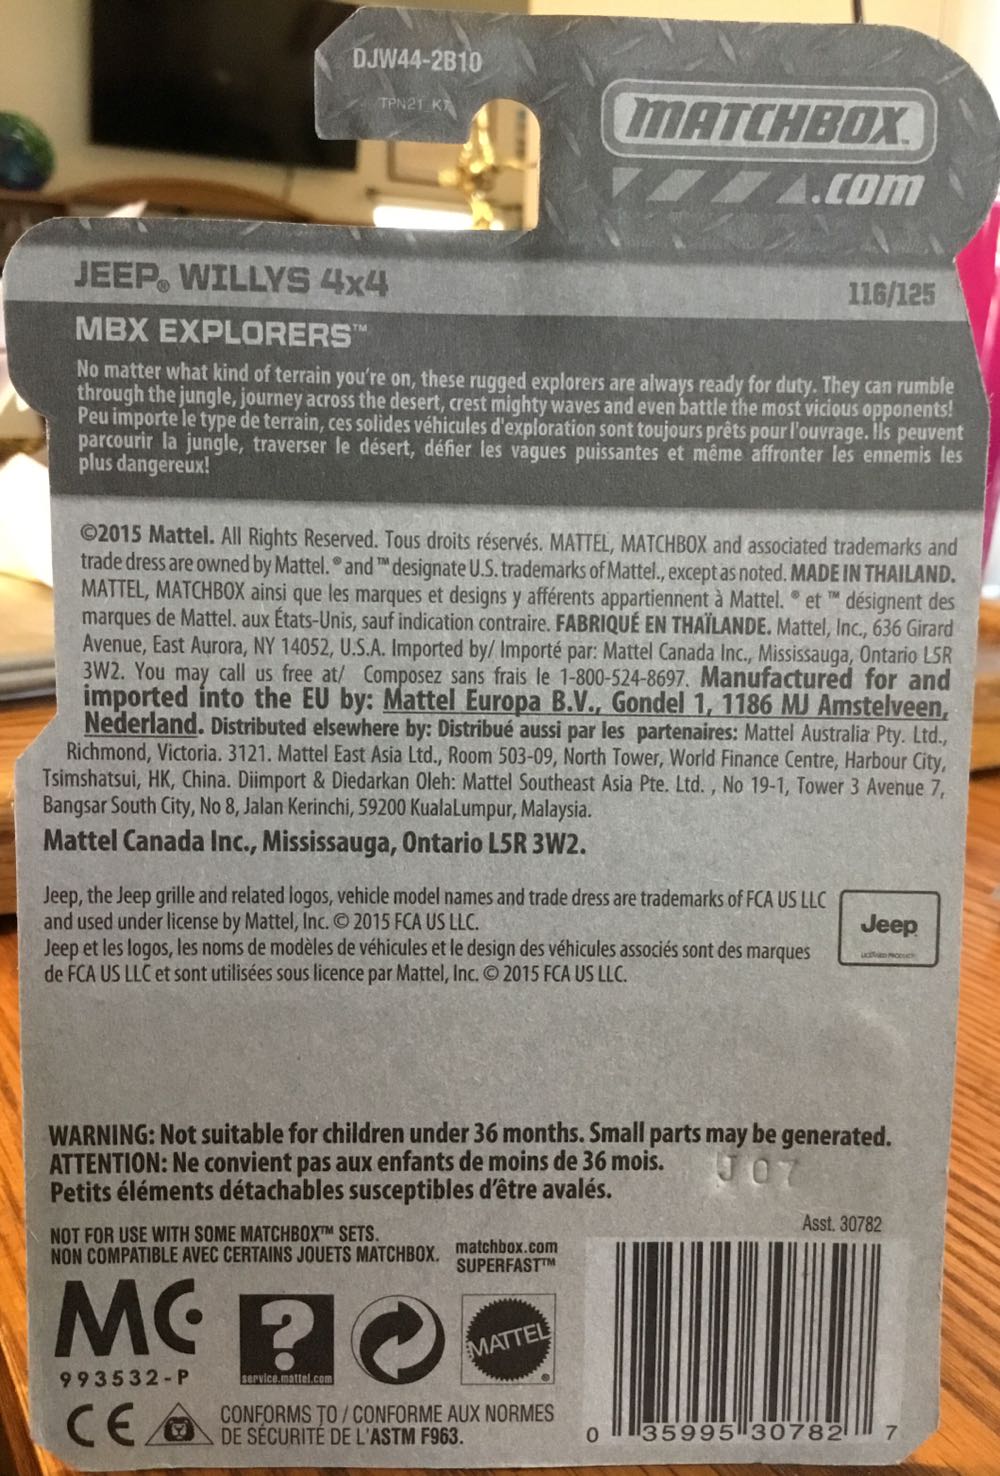 DJW44-2B10
TPN21 K7
MATCHBOX™
.com
JEEP® WILLYS 4x4
116/125
MBX EXPLORERS™
No matter what kind of terrain you're on, these rugged explorers are always ready for duty. They can rumble
through the jungle, journey across the desert, crest mighty waves and even battle the most vicious opponents!
Peu importe le type de terrain, ces solides véhicules d'exploration sont toujours prêts pour l'ouvrage. Ils peuvent
parcourir la jungle, traverser le désert, défier les vagues puissantes et même affronter les ennemis les
plus dangereux!
©2015 Mattel. All Rights Reserved. Tous droits réservés. MATTEL, MATCHBOX and associated trademarks and
trade dress are owned by Mattel. ® and ™ designate U.S. trademarks of Mattel., except as noted. MADE IN THAILAND.
MATTEL, MATCHBOX ainsi que les marques et designs y afférents appartiennent à Mattel. ® et ™ désignent des
marques de Mattel. aux États-Unis, sauf indication contraire. FABRIQUÉ EN THAÏLANDE. Mattel, Inc., 636 Girard
Avenue, East Aurora, NY 14052, U.S.A. Imported by/ Importé par: Mattel Canada Inc., Mississauga, Ontario L5R
3W2. You may call us free at/ Composez sans frais le 1-800-524-8697. Manufactured for and
imported into the EU by: Mattel Europa B.V., Gondel 1, 1186 MJ Amstelveen,
Nederland. Distributed elsewhere by: Distribué aussi par les partenaires: Mattel Australia Pty. Ltd.,
Richmond, Victoria. 3121. Mattel East Asia Ltd., Room 503-09, North Tower, World Finance Centre, Harbour City,
Tsimshatsui, HK, China. Diimport & Diedarkan Oleh: Mattel Southeast Asia Pte. Ltd. , No 19-1, Tower 3 Avenue 7,
Bangsar South City, No 8, Jalan Kerinchi, 59200 KualaLumpur, Malaysia.
Mattel Canada Inc., Mississauga, Ontario L5R 3W2.
Jeep, the Jeep grille and related logos, vehicle model names and trade dress are trademarks of FCA US LLC
and used under license by Mattel, Inc. © 2015 FCA US LLC.
Jeep et les logos, les noms de modèles de véhicules et le design des véhicules associés sont des marques
de FCA US LLC et sont utilisées sous licence par Mattel, Inc. © 2015 FCA US LLC.
Jeep
LICENSED PRODUCT
WARNING: Not suitable for children under 36 months. Small parts may be generated.
ATTENTION: Ne convient pas aux enfants de moins de 36 mois.
Petits éléments détachables susceptibles d'être avalés.
J07
NOT FOR USE WITH SOME MATCHBOX™ SETS.
NON COMPATIBLE AVEC CERTAINS JOUETS MATCHBOX.
matchbox.com
SUPERFAST™
Asst. 30782
MC
993532-P
?
service.mattel.com
MATTEL®
CE
CONFORMS TO / CONFORME AUX NORMES
DE SÉCURITÉ DE L'ASTM F963.
0 35995 30782 7